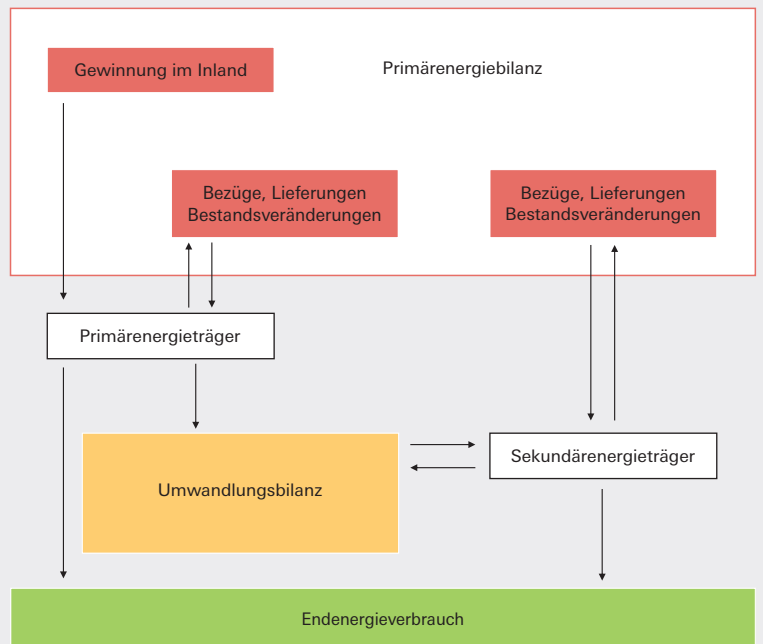 Gewinnung im Inland
Primärenergiebilanz
Bezüge, Lieferungen
Bestandsveränderungen
Bezüge, Lieferungen
Bestandsveränderungen
Primärenergieträger
Umwandlungsbilanz
Sekundärenergieträger
Endenergieverbrauch